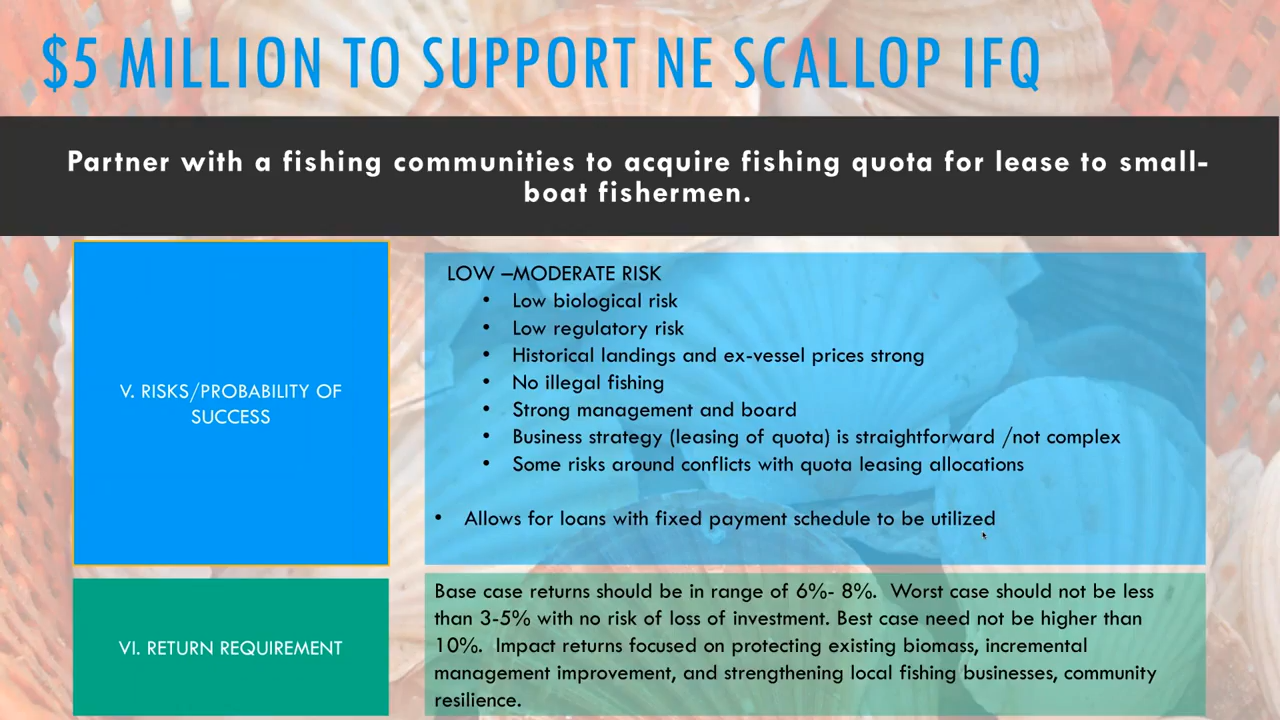 $5 MILLION TO SUPPORT NE SCALLOP IFQ
Partner with a fishing communities to acquire fishing quota for lease to small-
boat fishermen.
V. RISKS/PROBABILITY OF
SUCCESS
LOW –MODERATE RISK
• Low biological risk
• Low regulatory risk
• Historical landings and ex-vessel prices strong
• No illegal fishing
• Strong management and board
• Business strategy (leasing of quota) is straightforward /not complex
• Some risks around conflicts with quota leasing allocations
• Allows for loans with fixed payment schedule to be utilized
VI. RETURN REQUIREMENT
Base case returns should be in range of 6%- 8%. Worst case should not be less
than 3-5% with no risk of loss of investment. Best case need not be higher than
10%. Impact returns focused on protecting existing biomass, incremental
management improvement, and strengthening local fishing businesses, community
resilience.